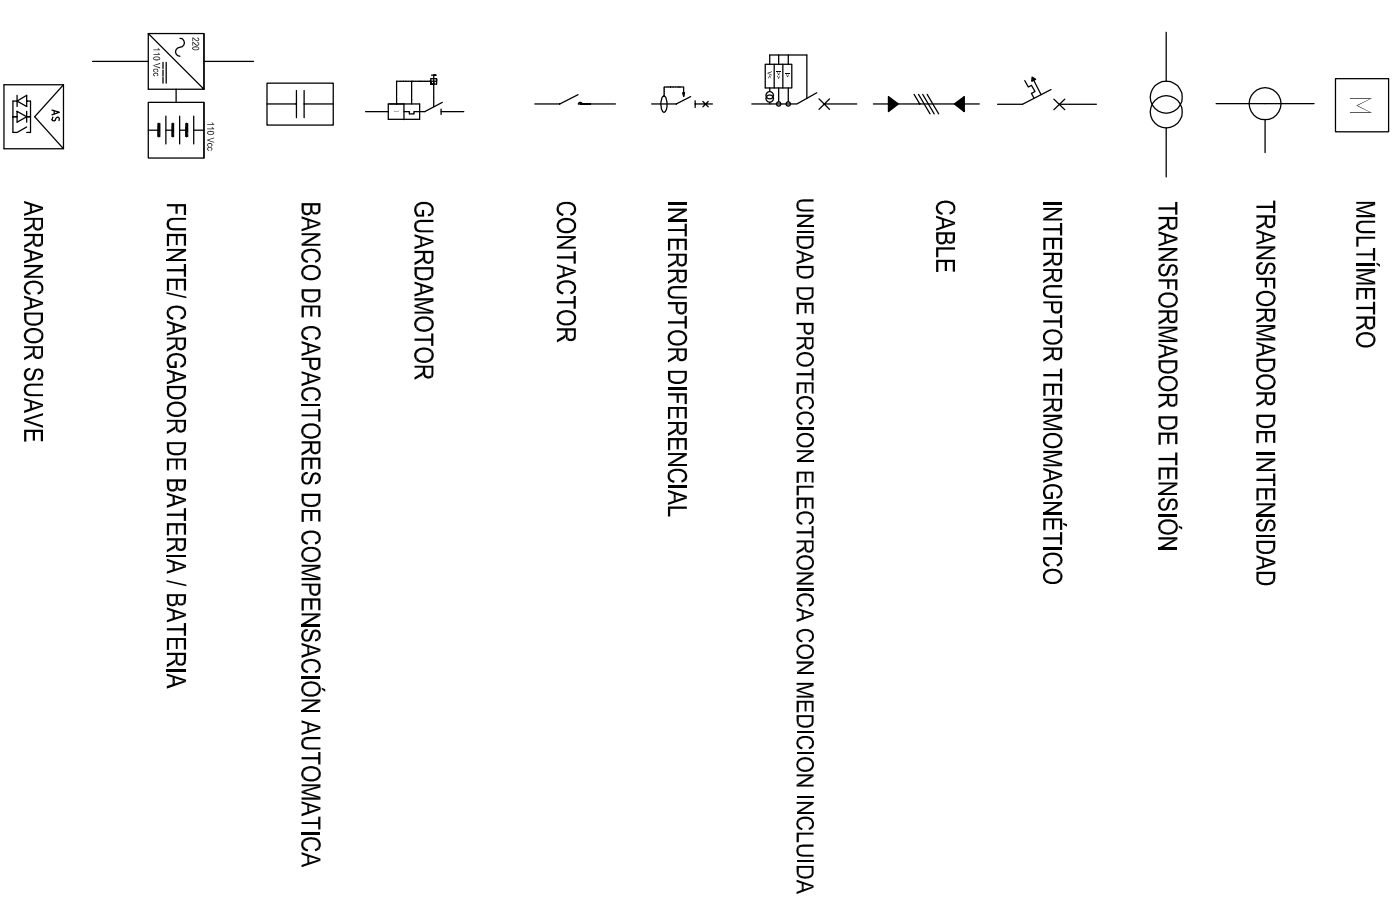 M
MULTÍMETRO
TRANSFORMADOR DE INTENSIDAD
TRANSFORMADOR DE TENSIÓN
INTERRUPTOR TERMOMAGNÉTICO
CABLE
UNIDAD DE PROTECCION ELECTRONICA CON MEDICION INCLUIDA
INTERRUPTOR DIFERENCIAL
CONTACTOR
GUARDAMOTOR
BANCO DE CAPACITORES DE COMPENSACIÓN AUTOMATICA
220
110 Vcc
110 Vcc
FUENTE/ CARGADOR DE BATERIA / BATERIA
AS
ARRANCADOR SUAVE